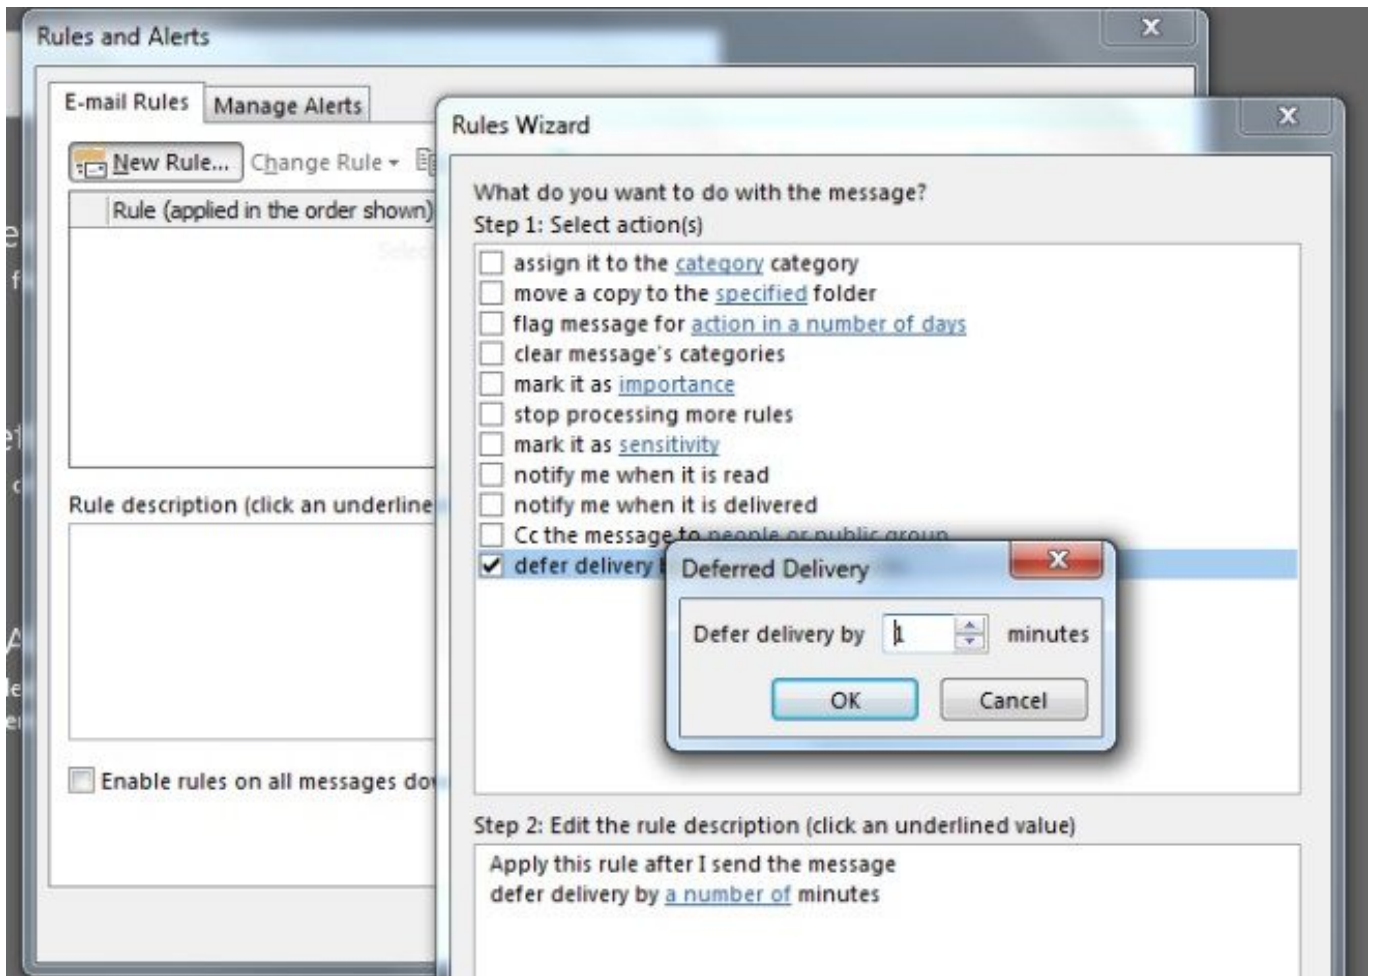 Rules and Alerts
E-mail Rules
Manage Alerts
New Rule...
Change Rule
Rule (applied in the order shown)
Rule description (click an underline
Enable rules on all messages dow
Rules Wizard
What do you want to do with the message?
Step 1: Select action(s)
assign it to the category category
move a copy to the specified folder
flag message for action in a number of days
clear message's categories
mark it as importance
stop processing more rules
mark it as sensitivity
notify me when it is read
notify me when it is delivered
Cc the message to people or public group
defer delivery
Deferred Delivery
Defer delivery by 1 minutes
OK
Cancel
Step 2: Edit the rule description (click an underlined value)
Apply this rule after I send the message
defer delivery by a number of minutes